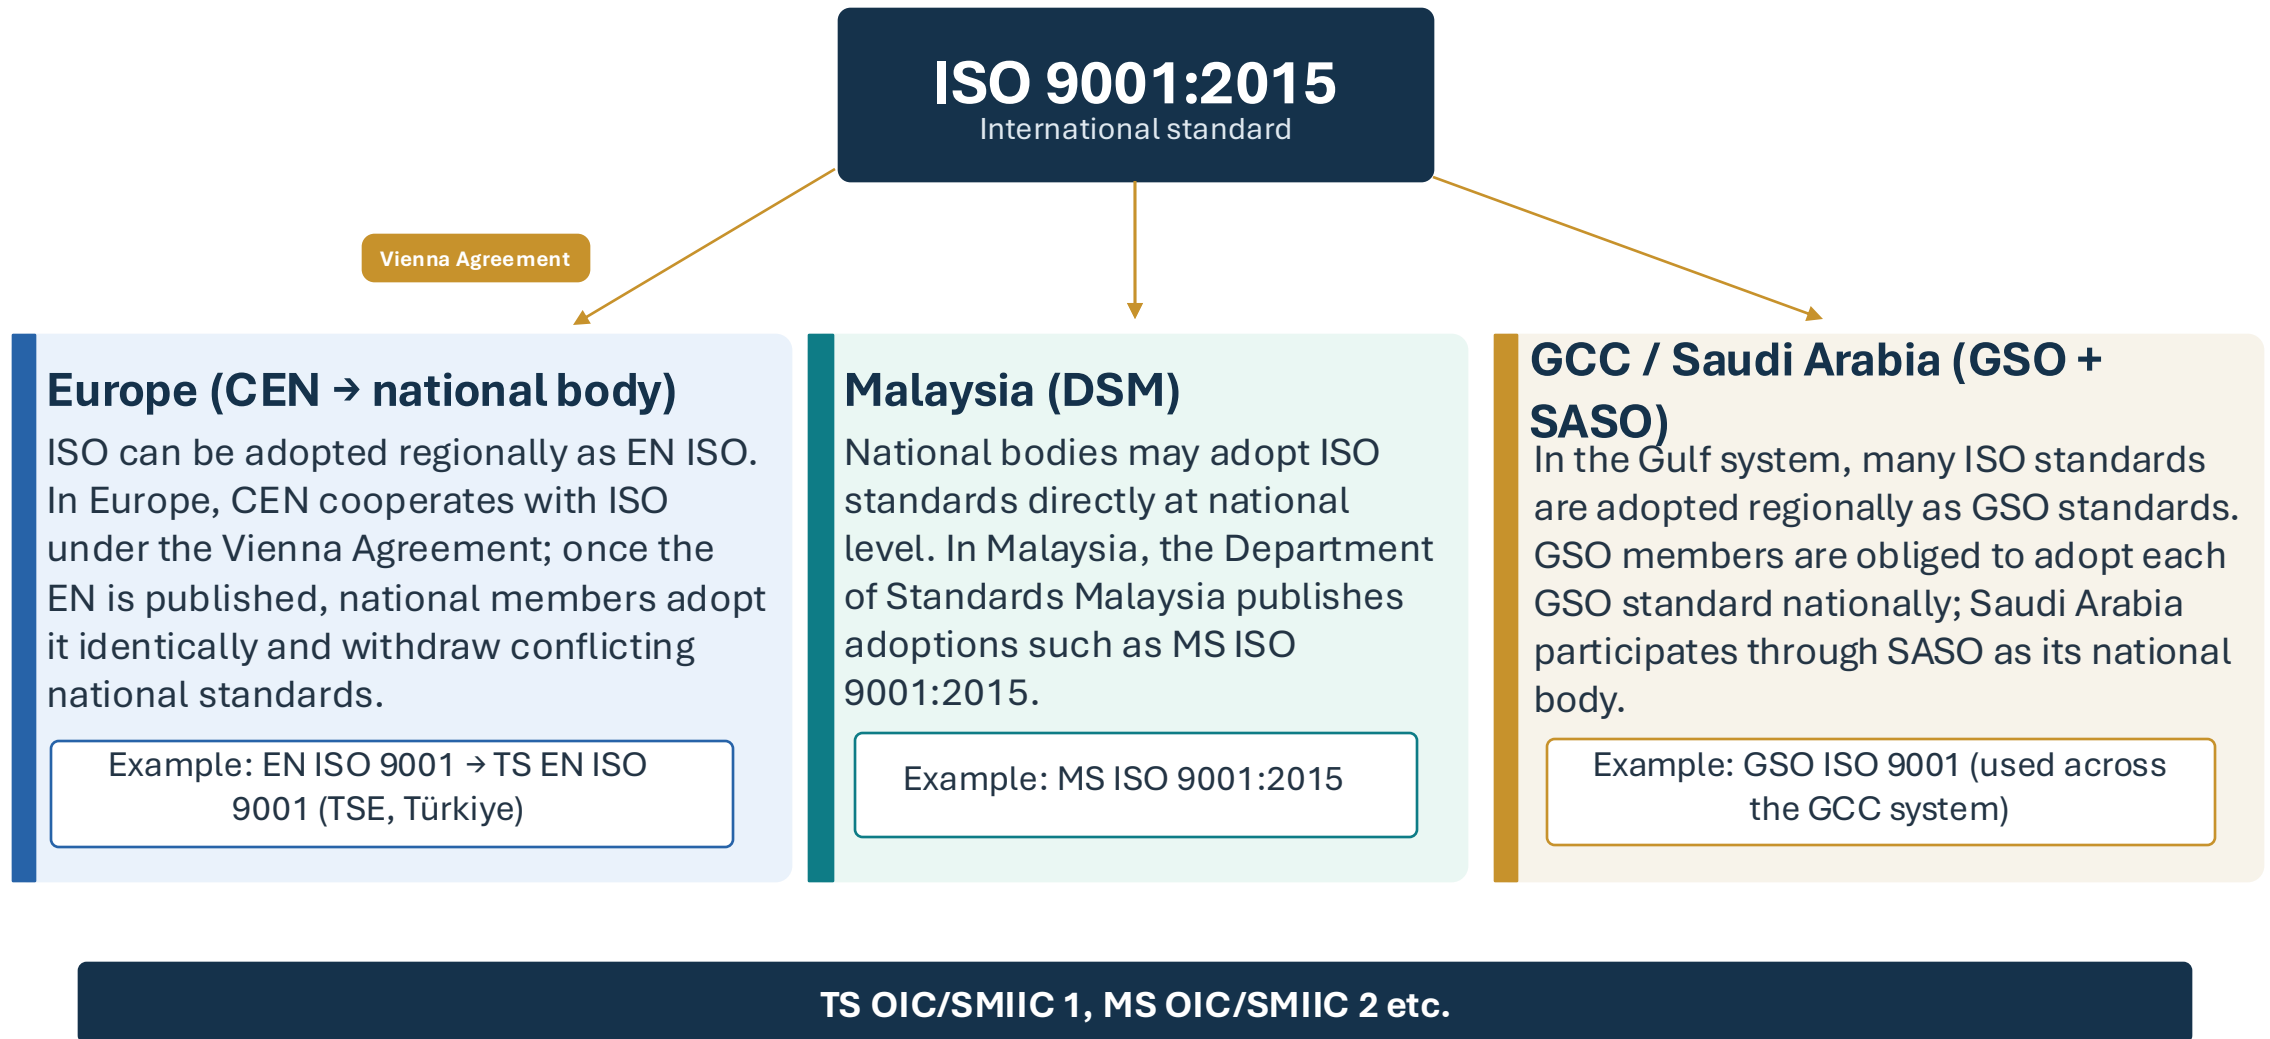 ISO 9001:2015
International standard
Vienna Agreement
Europe (CEN → national body)
ISO can be adopted regionally as EN ISO.
In Europe, CEN cooperates with ISO
under the Vienna Agreement; once the
EN is published, national members adopt
it identically and withdraw conflicting
national standards.
Example: EN ISO 9001 → TS EN ISO
9001 (TSE, Türkiye)
Malaysia (DSM)
National bodies may adopt ISO
standards directly at national
level. In Malaysia, the Department
of Standards Malaysia publishes
adoptions such as MS ISO
9001:2015.
Example: MS ISO 9001:2015
GCC / Saudi Arabia (GSO +
SASO)
In the Gulf system, many ISO standards
are adopted regionally as GSO standards.
GSO members are obliged to adopt each
GSO standard nationally; Saudi Arabia
participates through SASO as its national
body.
Example: GSO ISO 9001 (used across
the GCC system)
TS OIC/SMIIC 1, MS OIC/SMIIC 2 etc.